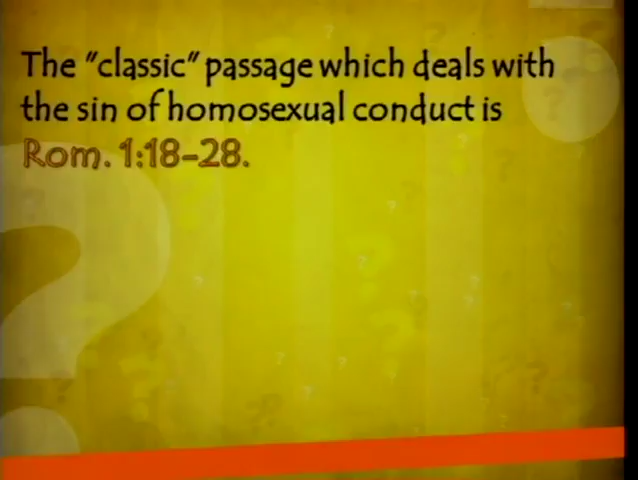 The "classic" passage which deals with
the sin of homosexual conduct is
Rom. 1:18-28.